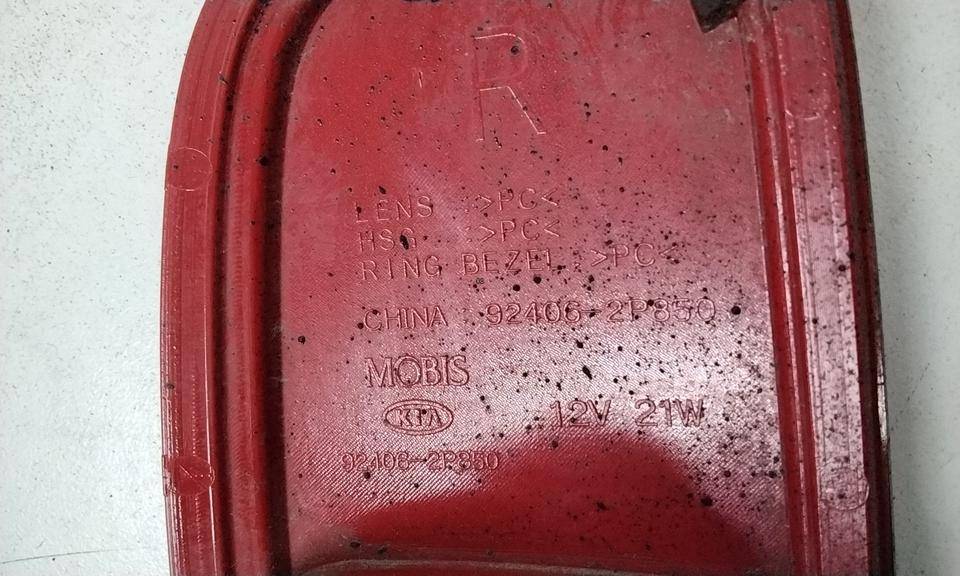 R
LENS :>PC<
HSG :>PC<
RING BEZEL:>PC<
CHINA : 92406-2P850
MOBIS
KIA 12V 21W
92406-2P850